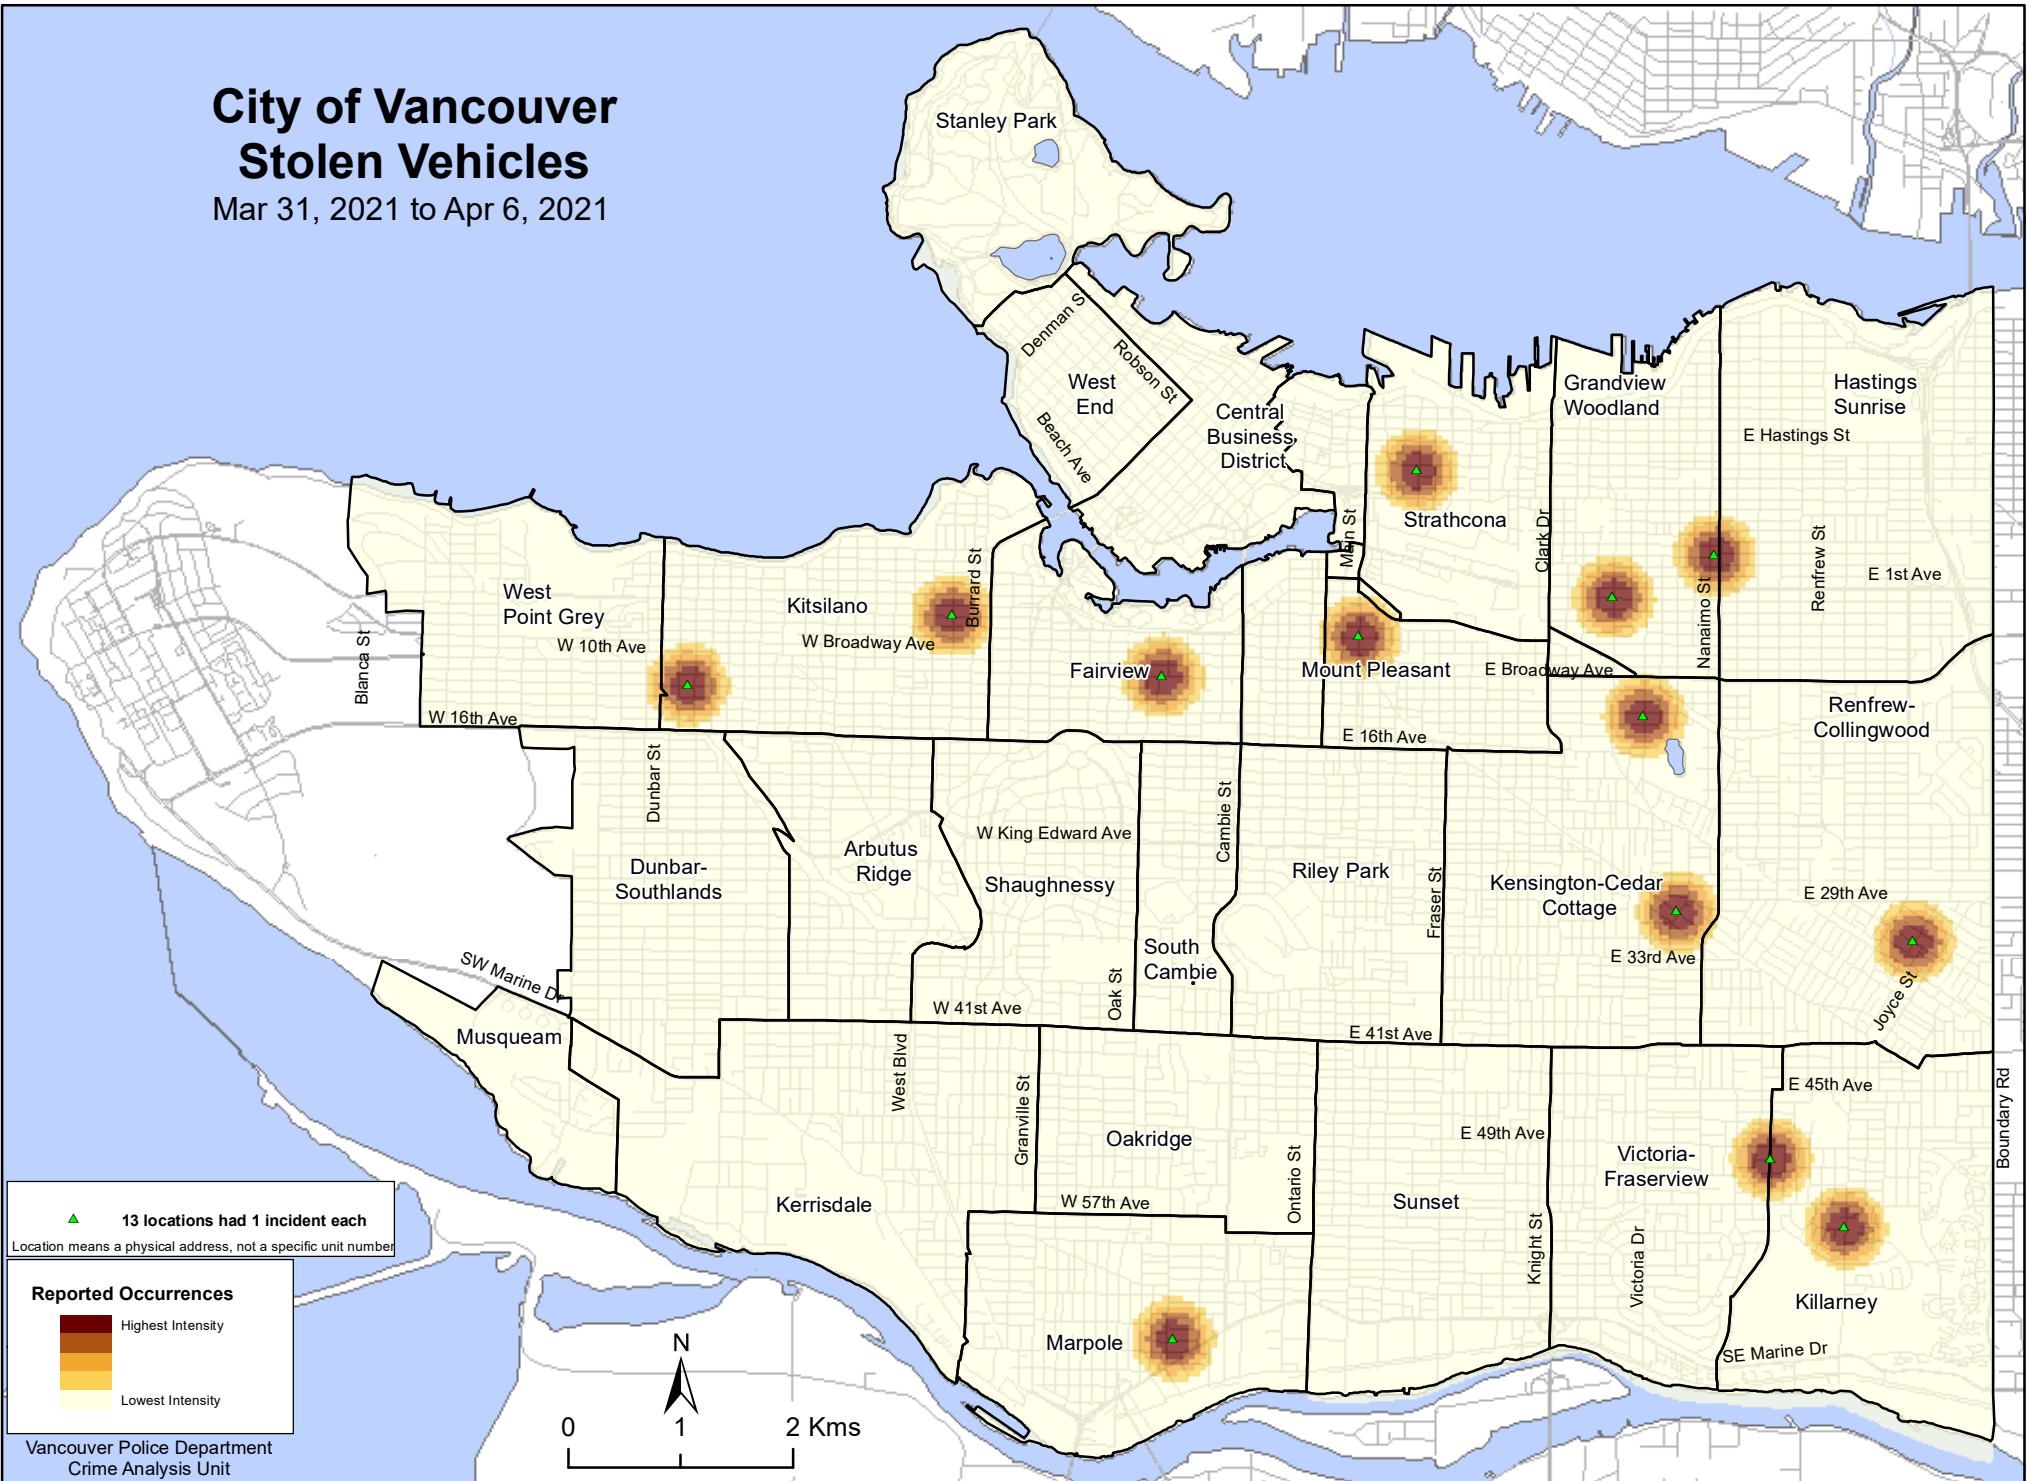 City of Vancouver
Stolen Vehicles
Mar 31, 2021 to Apr 6, 2021
Stanley Park
Denman S
Robson St
West
End
Beach Ave
Central
Business
District
Grandview
Woodland
Hastings
Sunrise
E Hastings St
Strathcona
Main St
Clark Dr
Renfrew St
E 1st Ave
Nanaimo St
West
Point Grey
W 10th Ave
Blanca St
W 16th Ave
Kitsilano
W Broadway Ave
Burrard St
Fairview
Mount Pleasant
E Broadway Ave
E 16th Ave
Renfrew-
Collingwood
Dunbar St
Dunbar-
Southlands
Arbutus
Ridge
W King Edward Ave
Shaughnessy
Cambie St
South
Cambie
Oak St
W 41st Ave
Riley Park
Fraser St
Kensington-Cedar
Cottage
E 33rd Ave
E 29th Ave
Joyce St
E 41st Ave
SW Marine Dr
Musqueam
West Blvd
Granville St
Kerrisdale
Oakridge
W 57th Ave
Ontario St
Sunset
E 49th Ave
Knight St
Victoria-
Fraserview
Victoria Dr
E 45th Ave
Boundary Rd
Killarney
SE Marine Dr
Marpole
13 locations had 1 incident each
Location means a physical address, not a specific unit number
Reported Occurrences
Highest Intensity
Lowest Intensity
Vancouver Police Department
Crime Analysis Unit
N
0 1 2 Kms